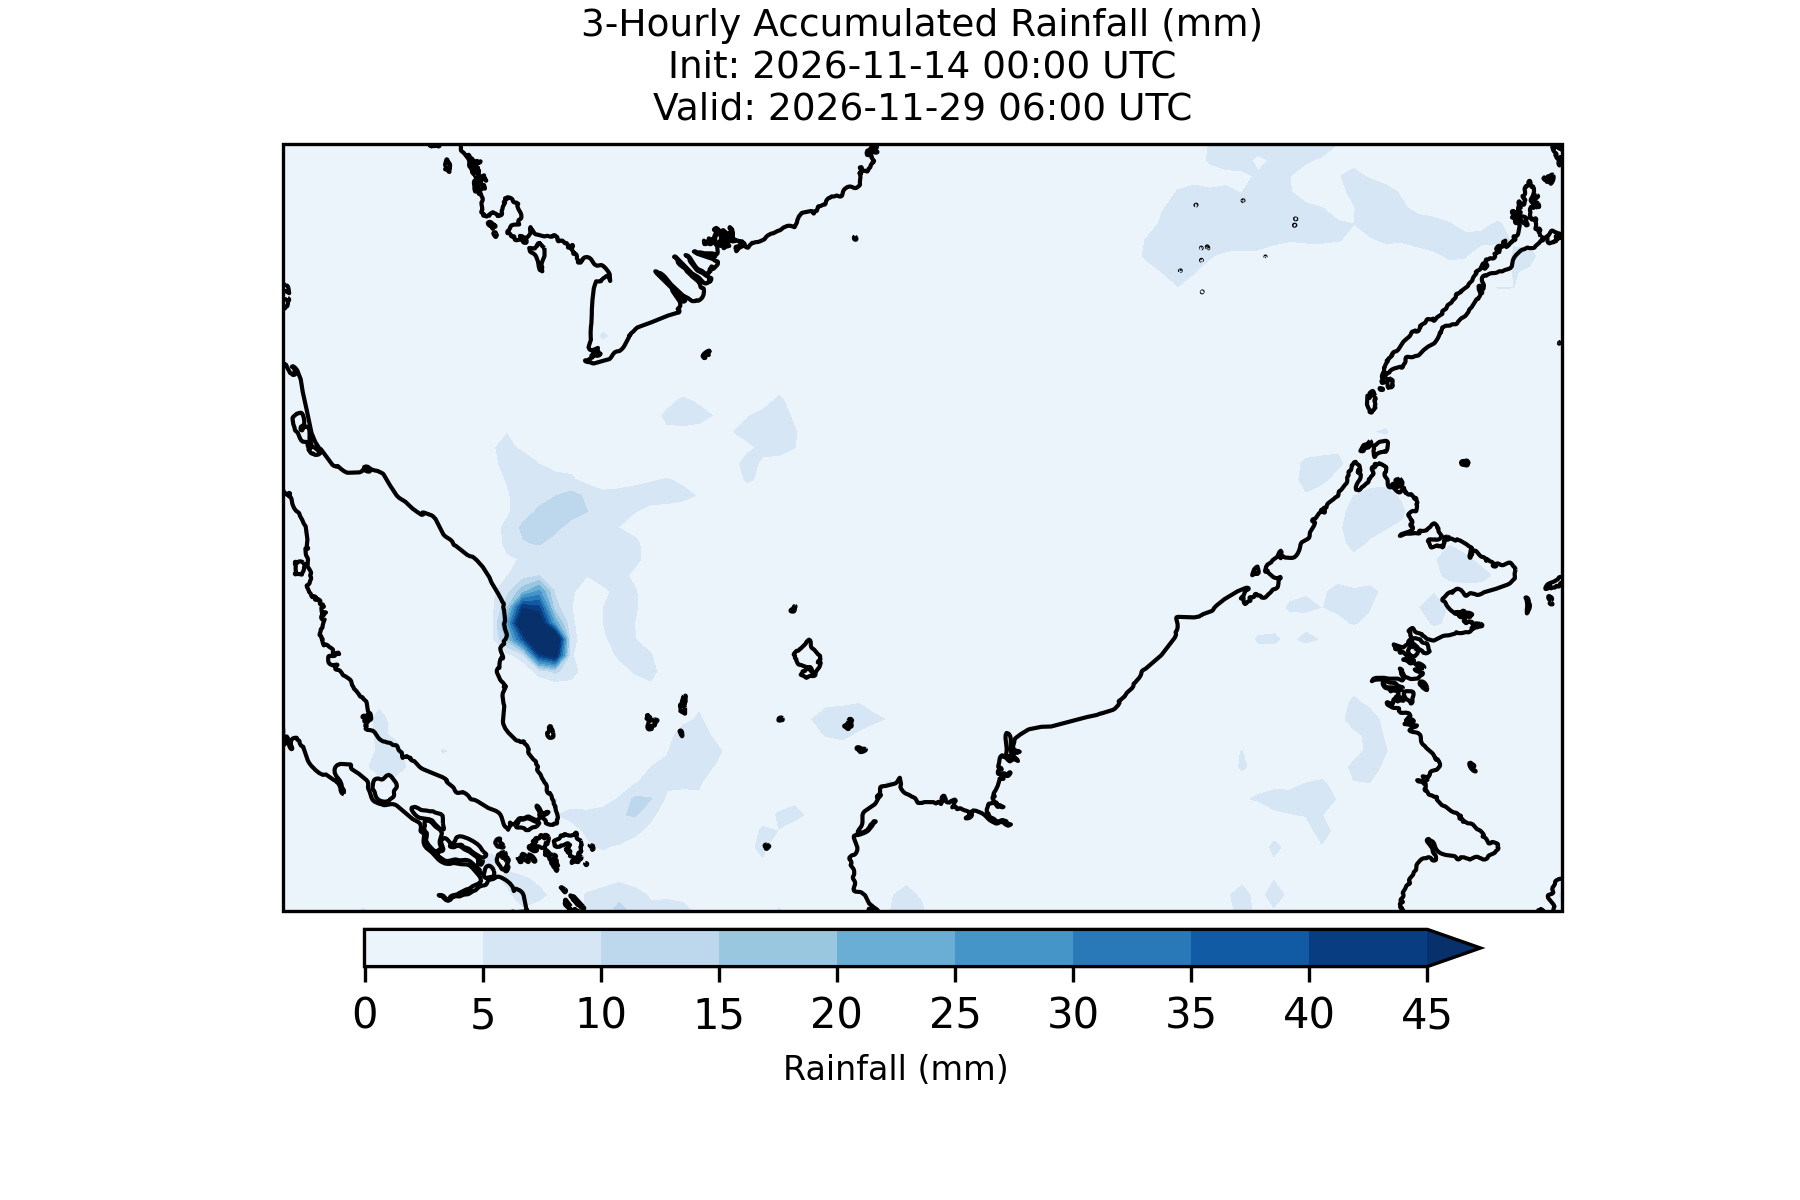 3-Hourly Accumulated Rainfall (mm)
Init: 2026-11-14 00:00 UTC
Valid: 2026-11-29 06:00 UTC
0 5 10 15 20 25 30 35 40 45
Rainfall (mm)